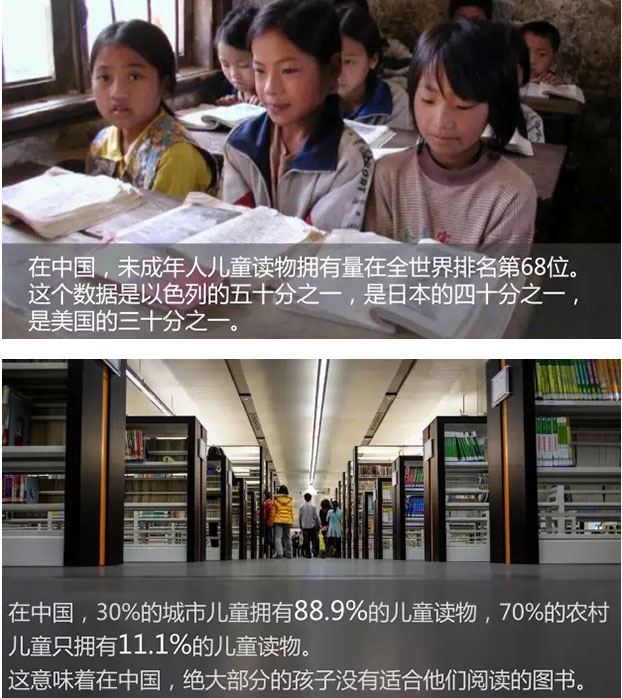 在中国，未成年人儿童读物拥有量在全世界排名第68位。
这个数据是以色列的五十分之一，是日本的四十分之一，
是美国的三十分之一。
在中国，30%的城市儿童拥有88.9%的儿童读物，70%的农村
儿童只拥有11.1%的儿童读物。
这意味着在中国，绝大部分的孩子没有适合他们阅读的图书。